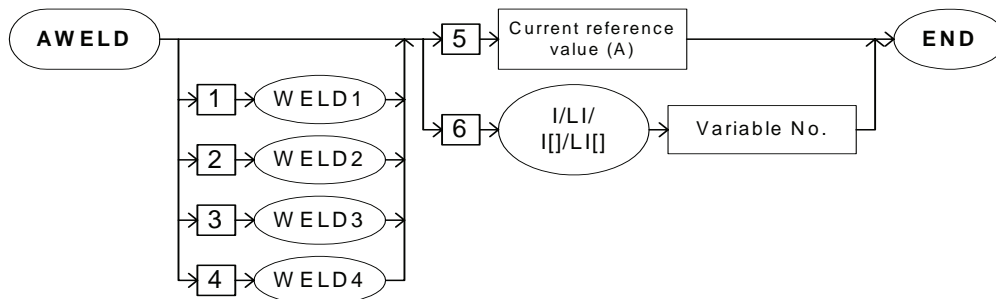 AWELD
5
Current reference
value (A)
END
1
WELD1
6
I/LI/
I[]/LI[]
Variable No.
2
WELD2
3
WELD3
4
WELD4